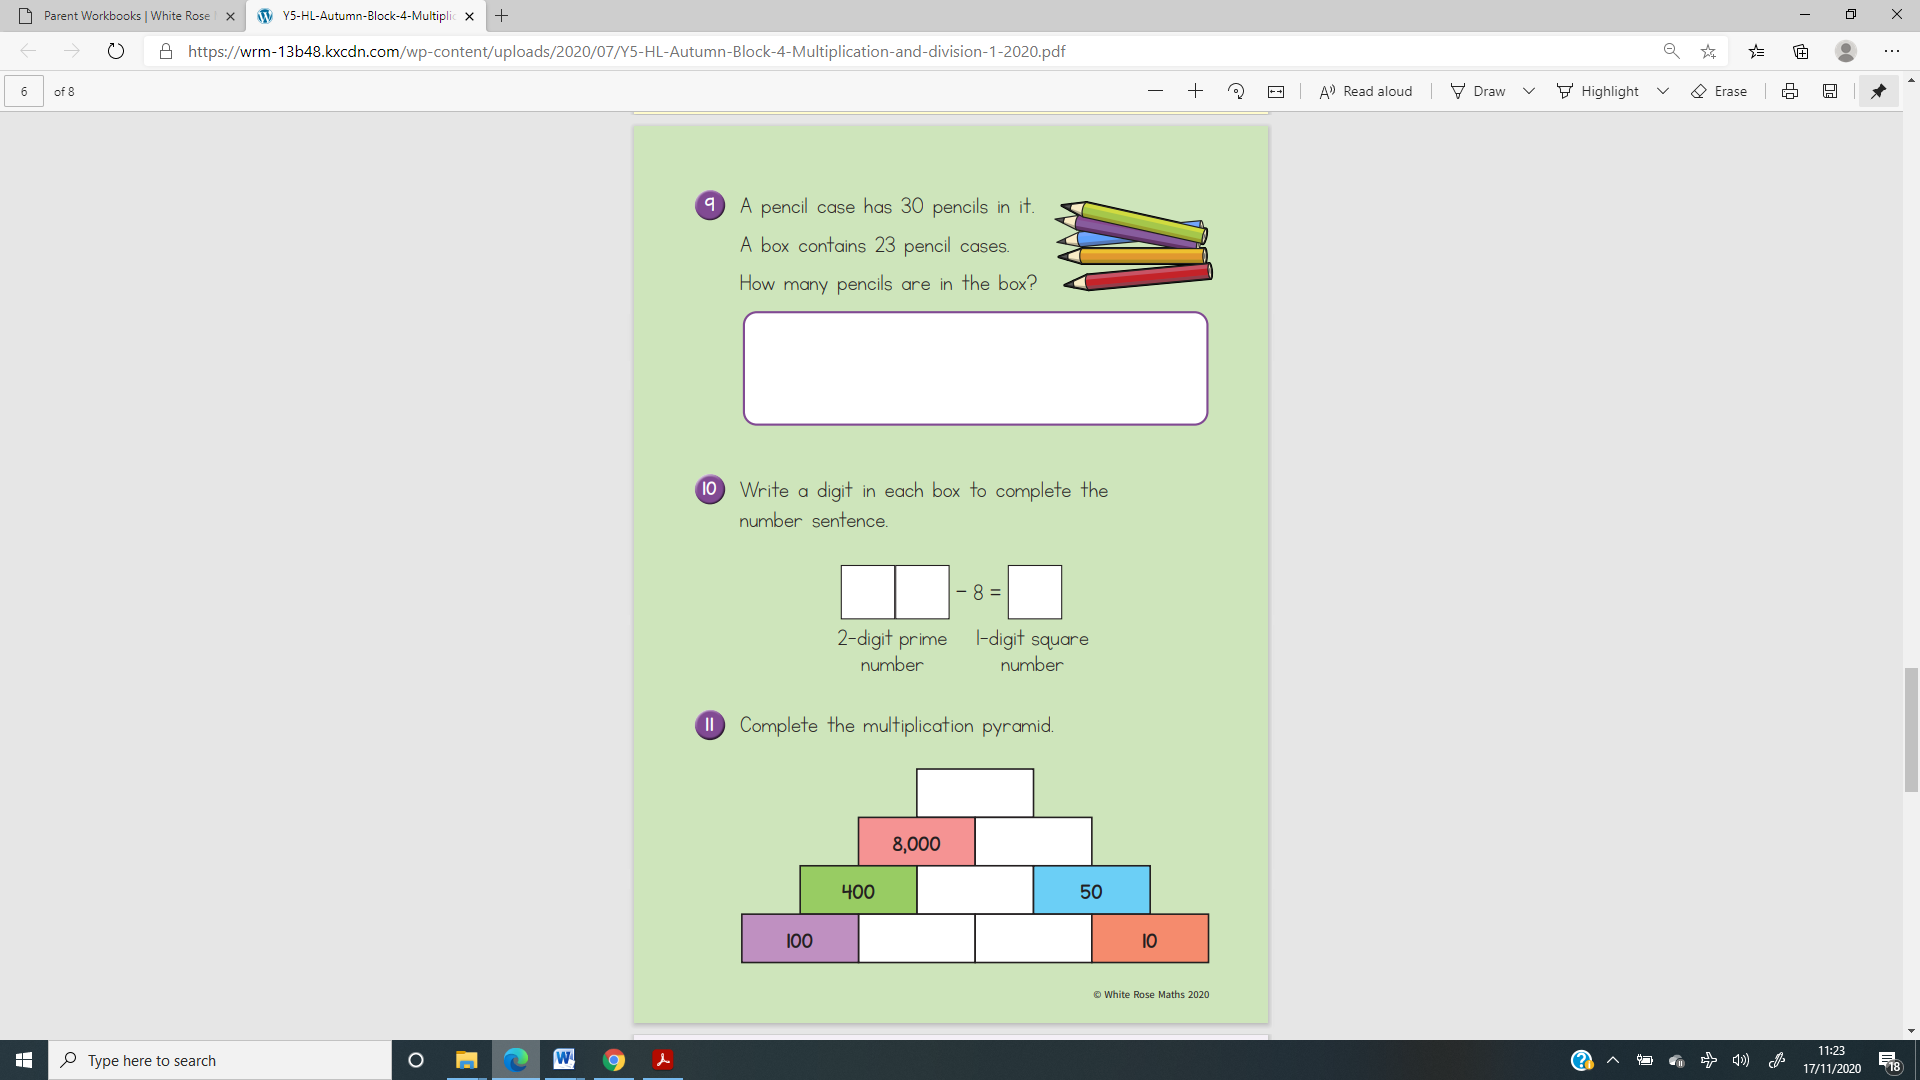 Parent Workbooks | White Rose M
Y5-HL-Autumn-Block-4-Multiplic
https://wrm-13b48.kxcdn.com/wp-content/uploads/2020/07/Y5-HL-Autumn-Block-4-Multiplication-and-division-1-2020.pdf
6 of 8
Read aloud
Draw
Highlight
Erase
9 A pencil case has 30 pencils in it.
A box contains 23 pencil cases.
How many pencils are in the box?
10 Write a digit in each box to complete the
number sentence.
– 8 =
2-digit prime 1-digit square
number number
11 Complete the multiplication pyramid.
8,000
400 50
100 10
© White Rose Maths 2020
Type here to search
11:23
17/11/2020
18